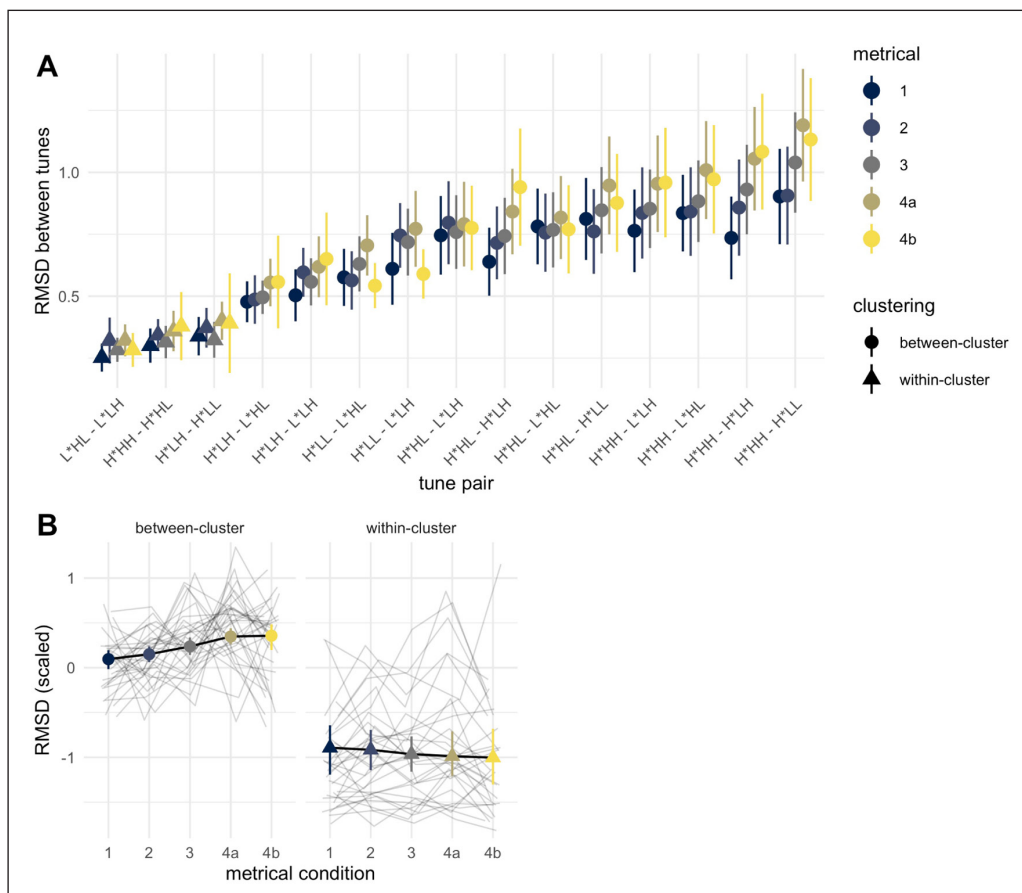 A
RMSD between tunes
1.0
0.5
L*HL - L*LH
H*HH - H*HL
H*LH - H*LL
H*LH - L*HL
H*LH - L*LH
H*LL - L*HL
H*LL - L*LH
H*HL - L*LH
H*HL - H*LH
H*HL - L*HL
H*HL - H*LL
H*HH - L*LH
H*HH - L*HL
H*HH - H*LH
H*HH - H*LL
tune pair
metrical
1
2
3
4a
4b
clustering
between-cluster
within-cluster
B
between-cluster
within-cluster
RMSD (scaled)
1
0
-1
1 2 3 4a 4b
1 2 3 4a 4b
metrical condition